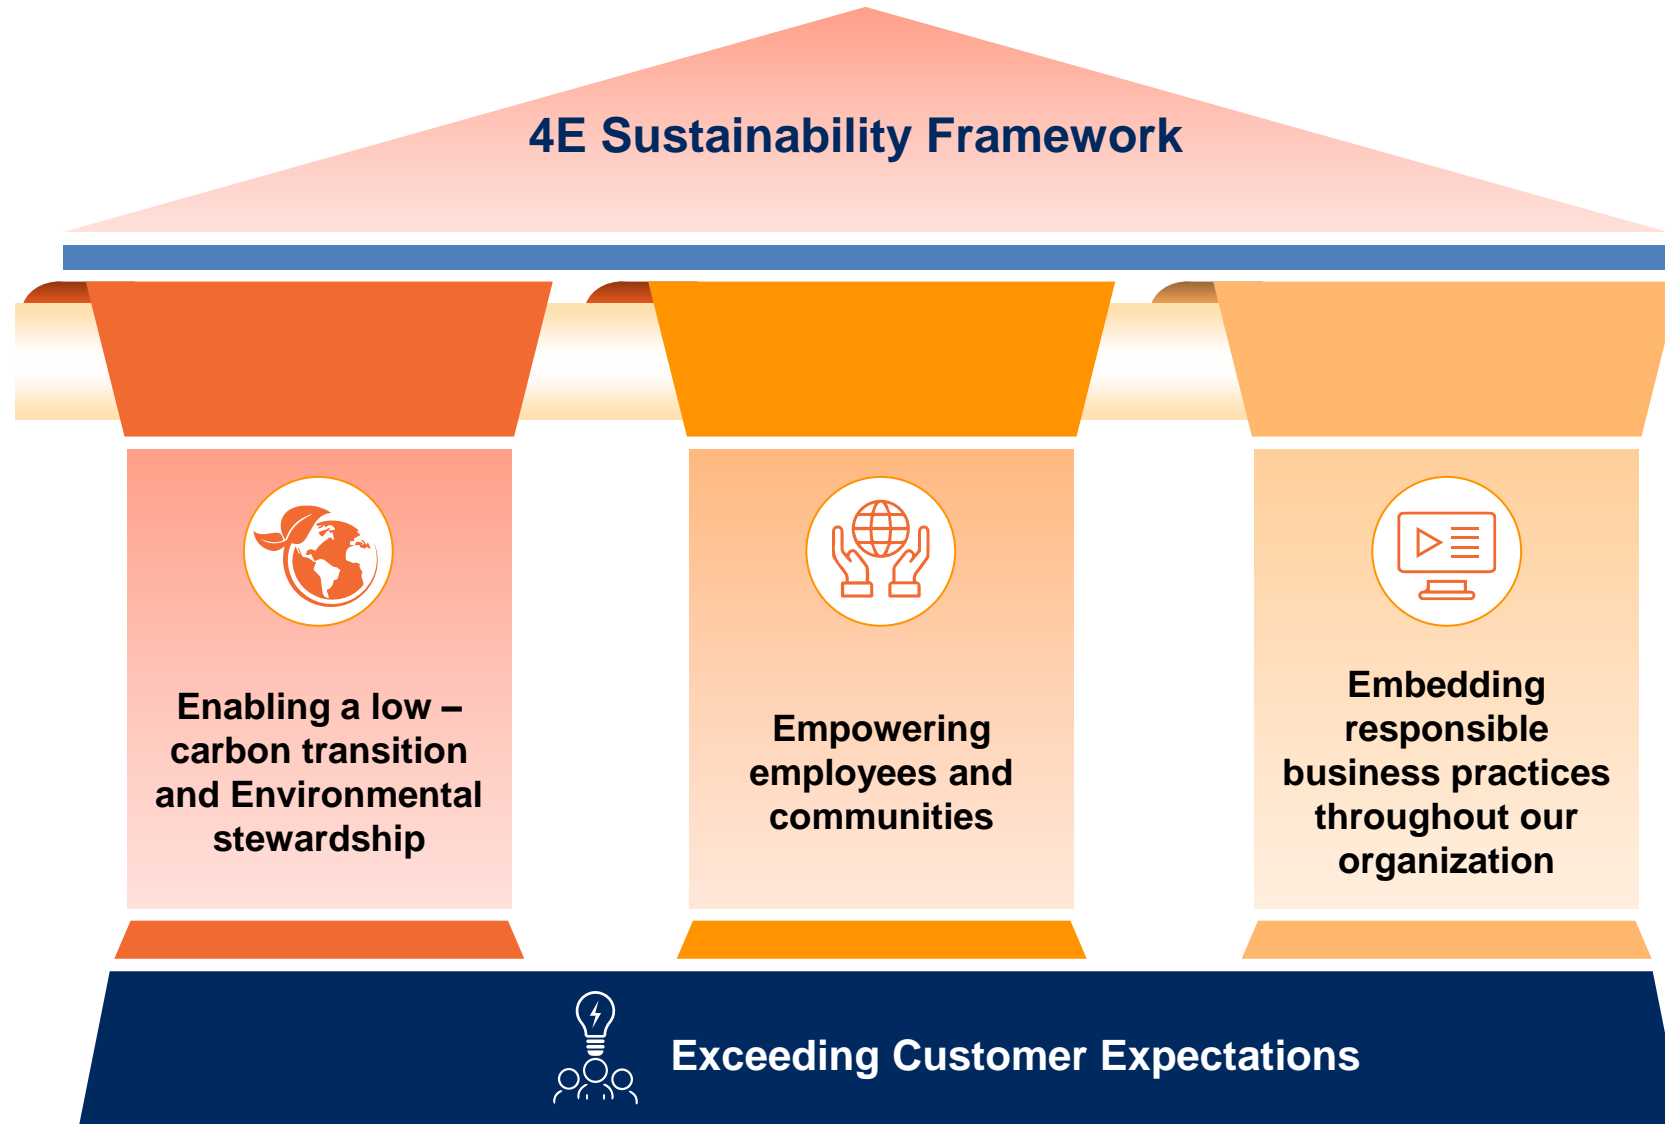 4E Sustainability Framework
Enabling a low –
carbon transition
and Environmental
stewardship
Empowering
employees and
communities
Embedding
responsible
business practices
throughout our
organization
Exceeding Customer Expectations